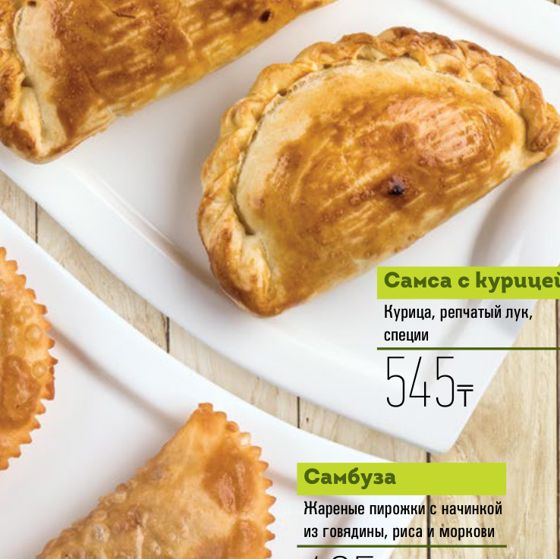 Самса с курицей
Курица, репчатый лук,
специи
545₸
Самбуза
Жареные пирожки с начинкой
из говядины, риса и моркови